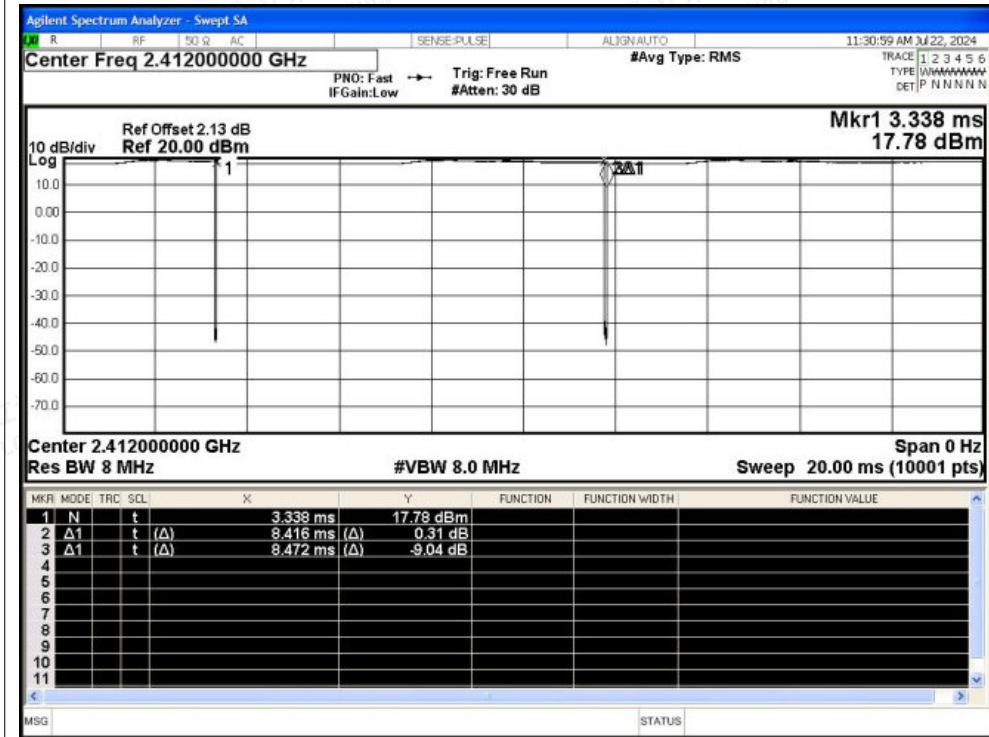 Agilent Spectrum Analyzer - Swept SA
LXI R RF 50 Ω AC SENSE:PULSE ALIGNAUTO 11:30:59 AM Jul 22, 2024
Center Freq 2.412000000 GHz #Avg Type: RMS TRACE 1 2 3 4 5 6
PNO: Fast Trig: Free Run TYPE
IFGain:Low #Atten: 30 dB DET P N N N N N
Mkr1 3.338 ms
Ref Offset 2.13 dB
10 dB/div Ref 20.00 dBm 17.78 dBm
Log
1 3Δ1
10.0
0.00
-10.0
-20.0
-30.0
-40.0
-50.0
-60.0
-70.0
Center 2.412000000 GHz Span 0 Hz
Res BW 8 MHz #VBW 8.0 MHz Sweep 20.00 ms (10001 pts)
MKR MODE TRC SCL X Y FUNCTION FUNCTION WIDTH FUNCTION VALUE
1 N t 3.338 ms 17.78 dBm
2 Δ1 t (Δ) 8.416 ms (Δ) 0.31 dB
3 Δ1 t (Δ) 8.472 ms (Δ) -9.04 dB
4
5
6
7
8
9
10
11
MSG STATUS